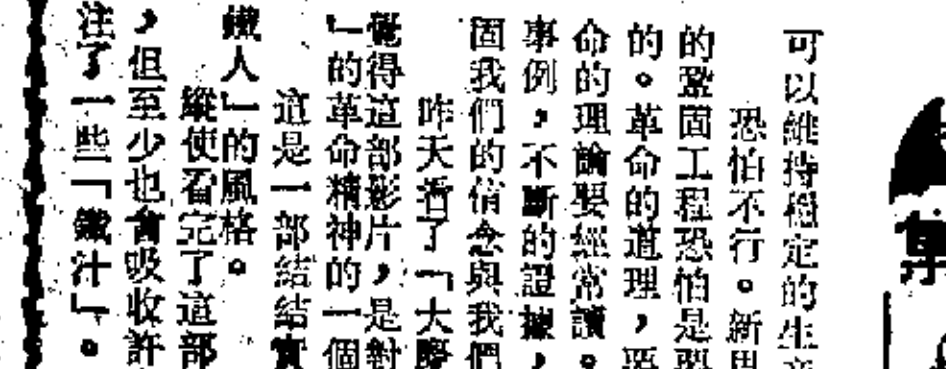 可以維持穩定的生產
恐怕不行。新思
的鞏固工程恐怕是要
的。革命的道理,要
命的理論要經常讀。
事例,不斷的證據,
固我們的信念與我們
昨天看了「大學
覺得這部影片,是對
」的革命精神的一個
這是一部結結實
鐵人」的風格。
縱使看完了這部
,但至少也會吸收許
注了一些「鐵汁」。
集